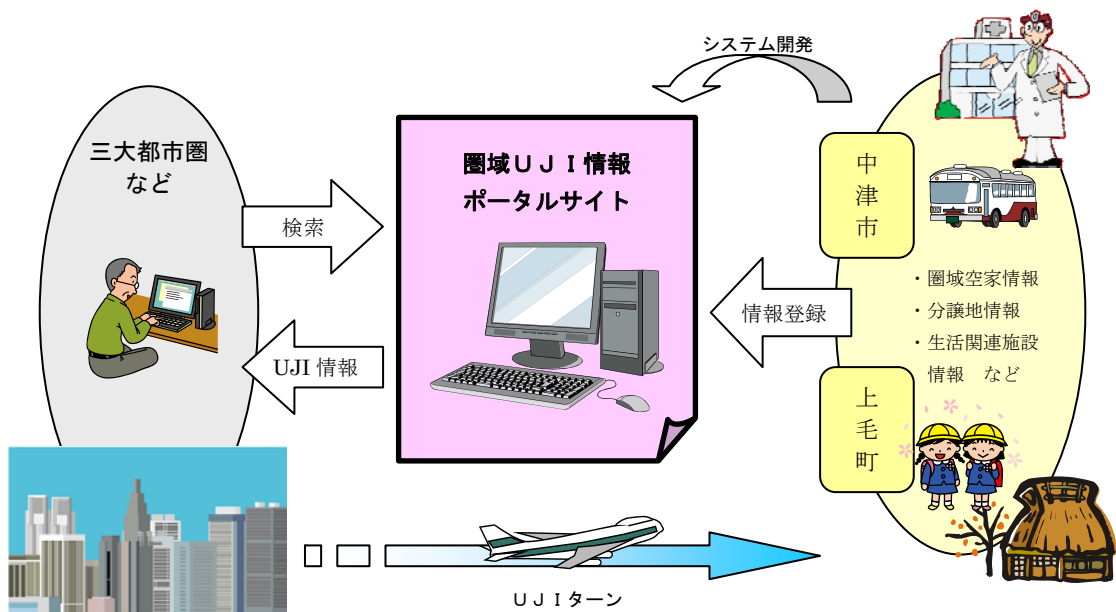 システム開発
三大都市圏
など
圏域ＵＪＩ情報
ポータルサイト
中津市
検索
・圏域空家情報
・分譲地情報
・生活関連施設
情報　など
情報登録
UJI 情報
上毛町
ＵＪＩターン